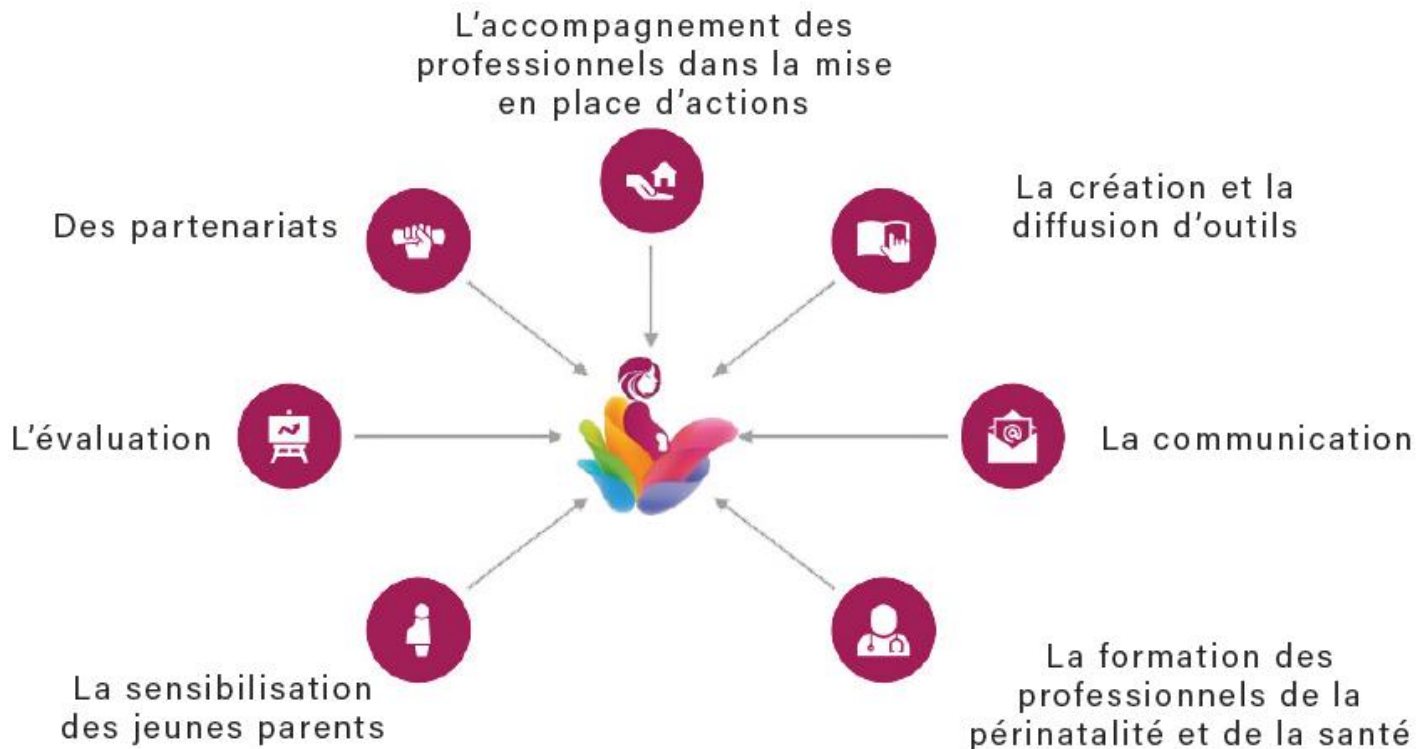 L'accompagnement des
professionnels dans la mise
en place d'actions
La création et la
diffusion d'outils
Des partenariats
L'évaluation
La communication
La sensibilisation
des jeunes parents
La formation des
professionnels de la
périnatalité et de la santé